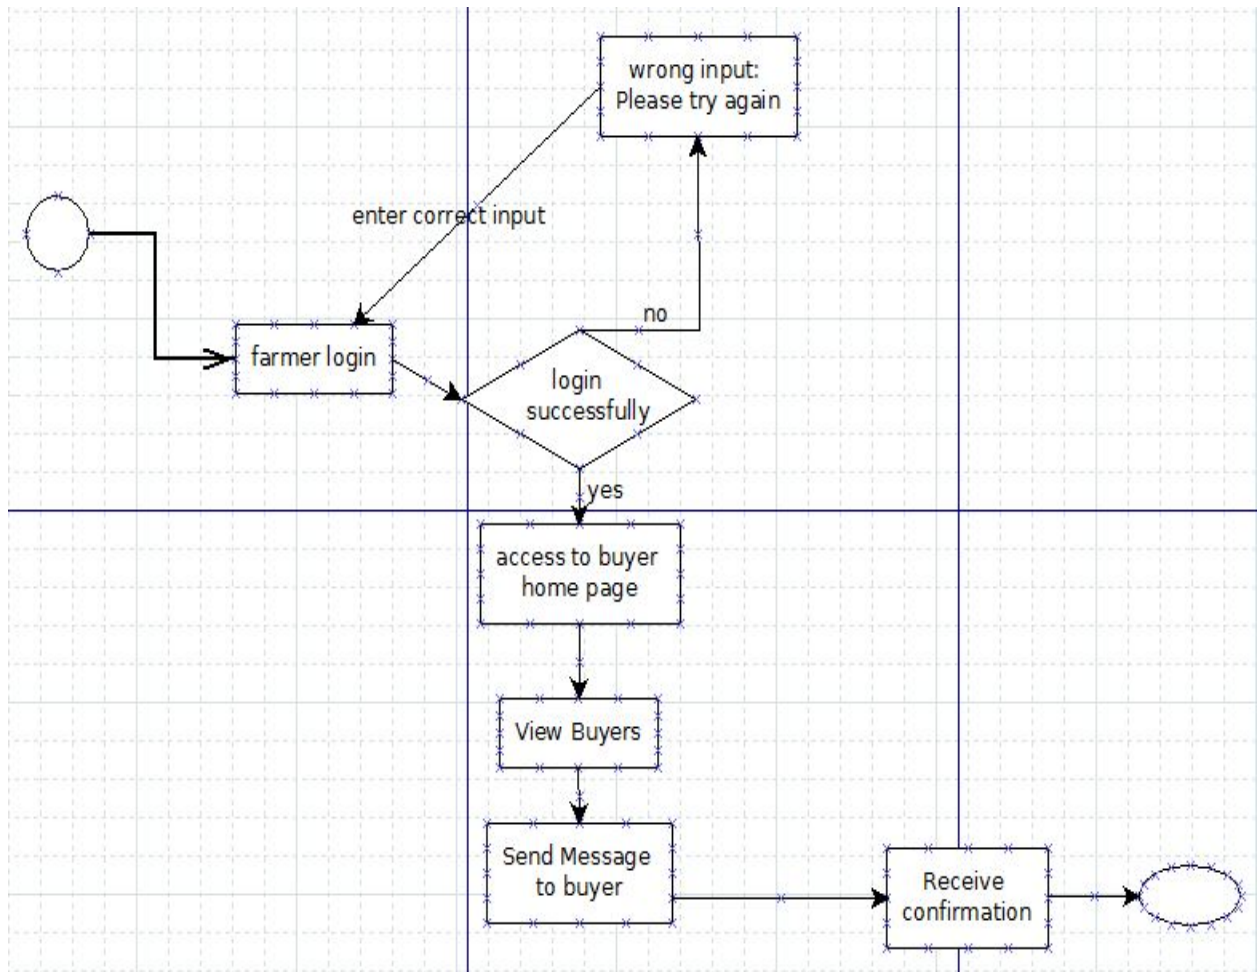 wrong input:
Please try again
enter correct input
farmer login
no
login
successfully
yes
access to buyer
home page
View Buyers
Send Message
to buyer
Receive
confirmation